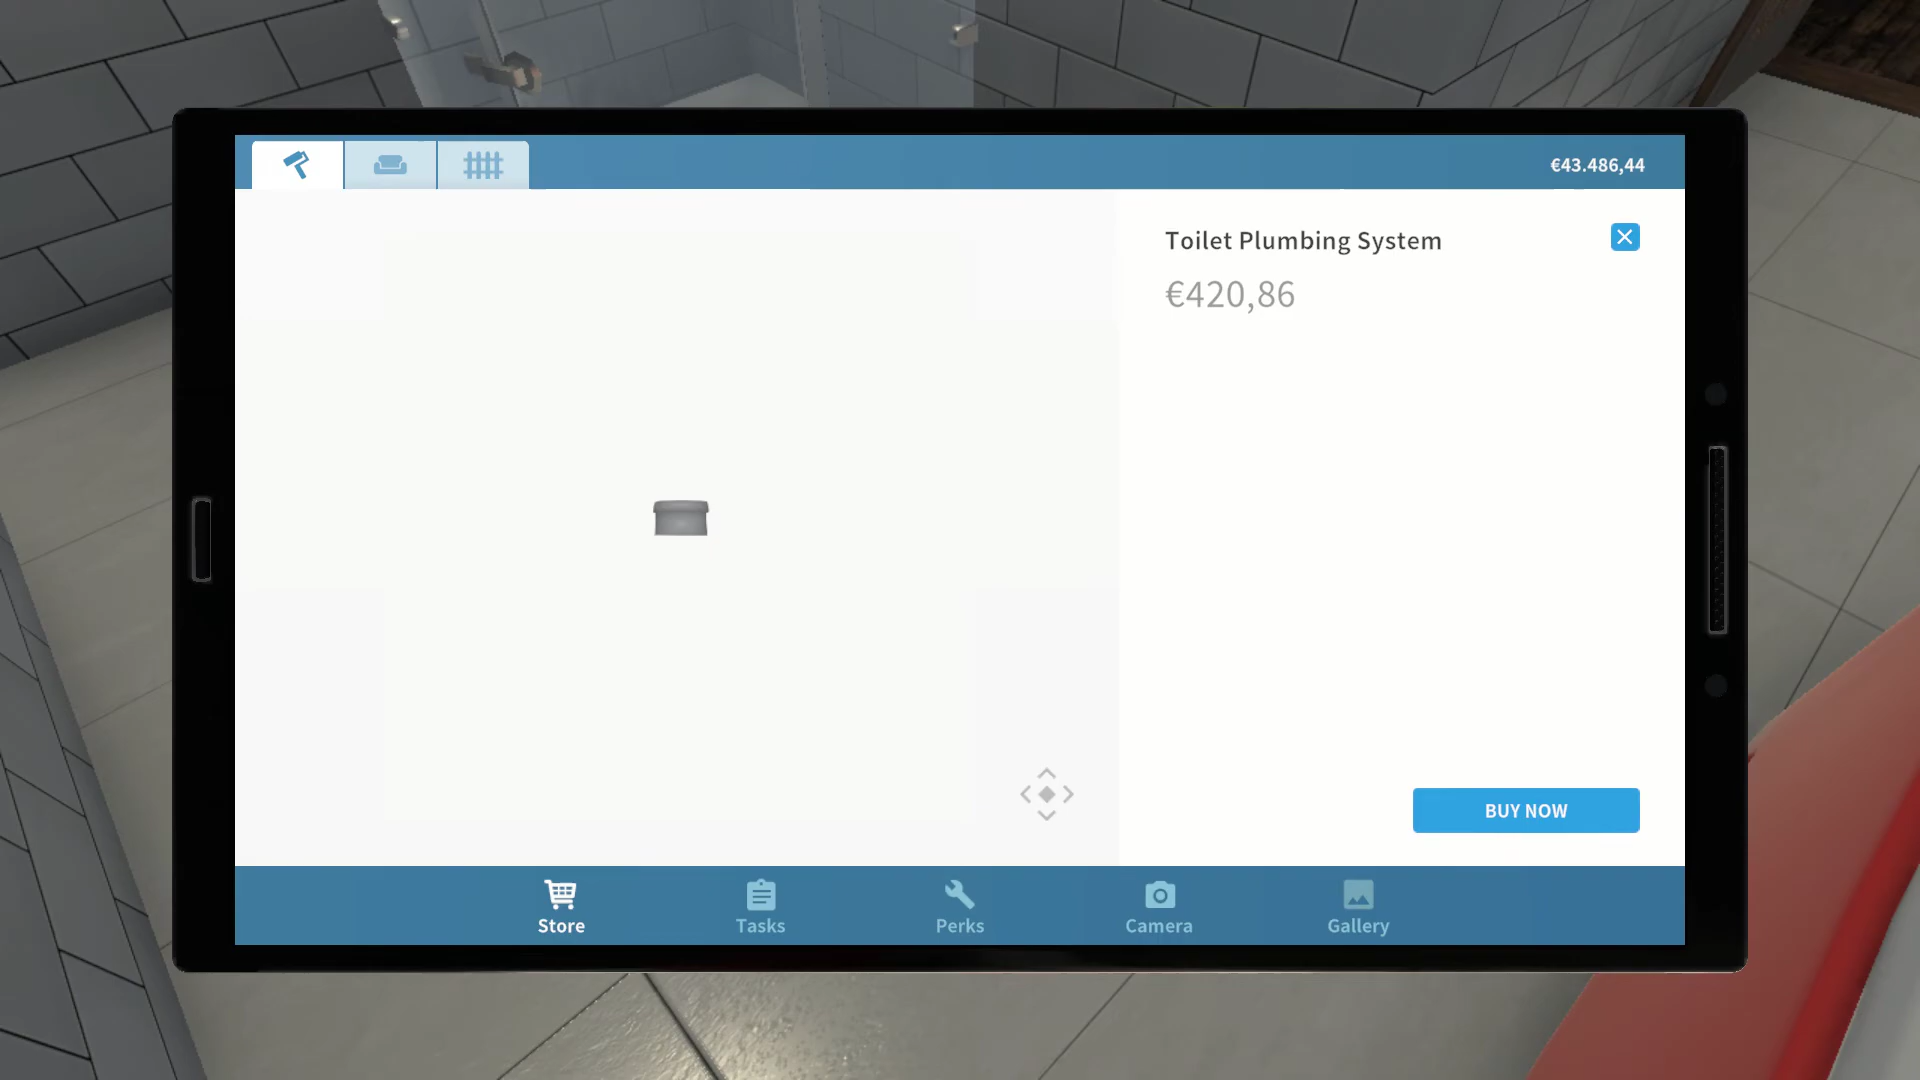 €43.486,44
Toilet Plumbing System
€420,86
BUY NOW
Store
Tasks
Perks
Camera
Gallery